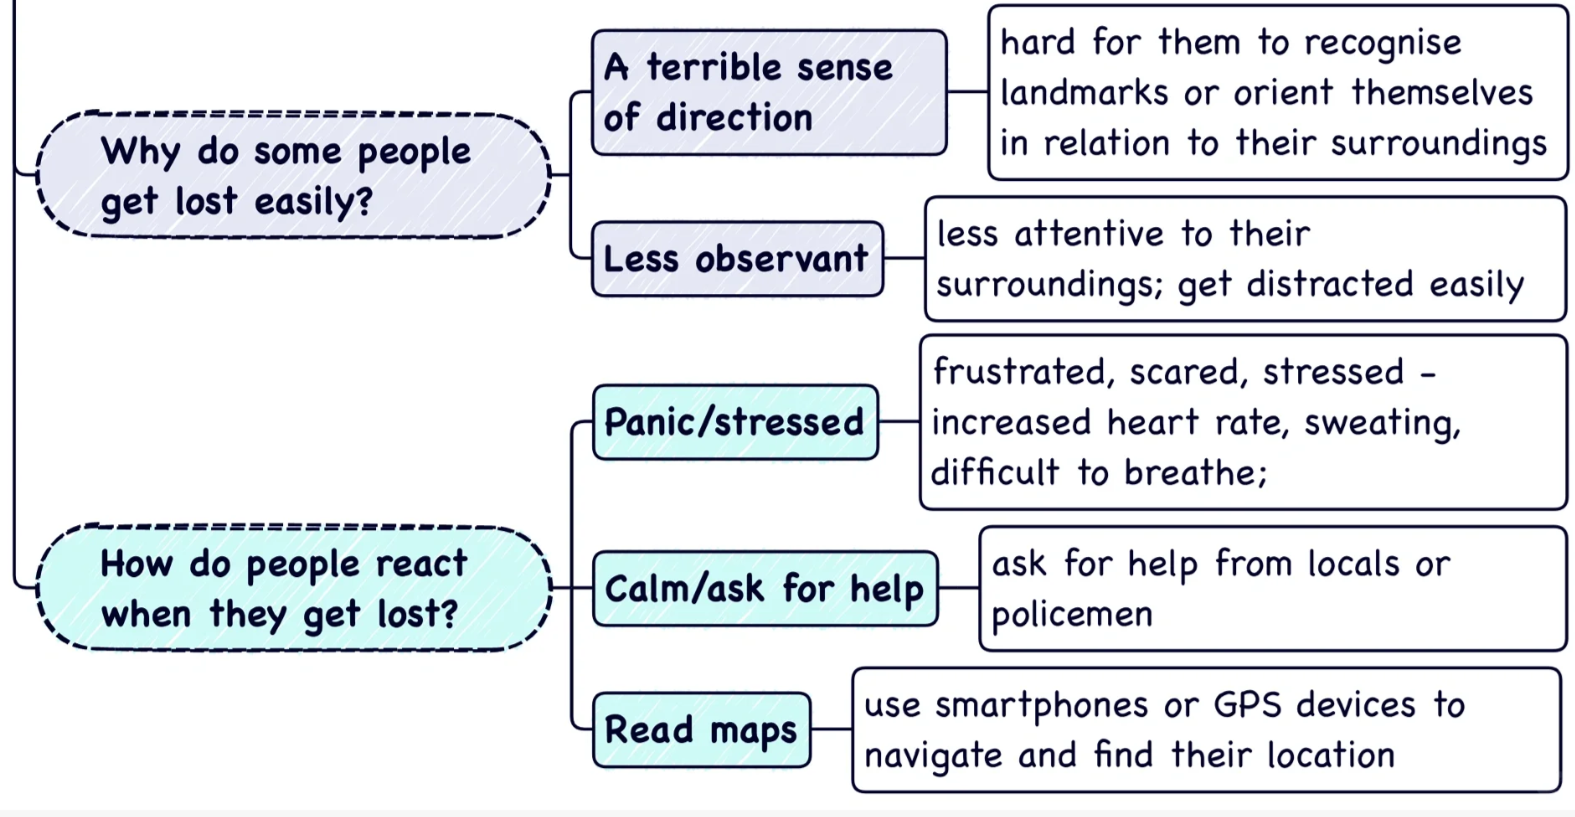 Why do some people
get lost easily?
A terrible sense
of direction
hard for them to recognise
landmarks or orient themselves
in relation to their surroundings
Less observant
less attentive to their
surroundings; get distracted easily
How do people react
when they get lost?
Panic/stressed
frustrated, scared, stressed –
increased heart rate, sweating,
difficult to breathe;
Calm/ask for help
ask for help from locals or
policemen
Read maps
use smartphones or GPS devices to
navigate and find their location